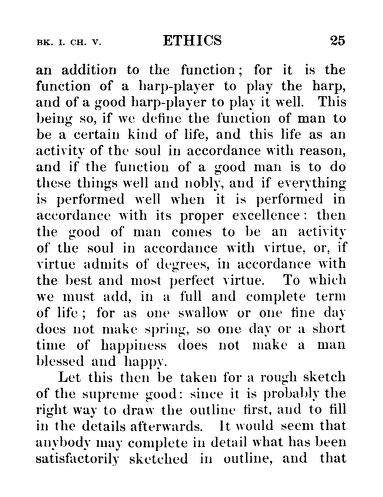 BK. I. CH. V. ETHICS 25
an addition to the function; for it is the
function of a harp-player to play the harp,
and of a good harp-player to play it well. This
being so, if we define the function of man to
be a certain kind of life, and this life as an
activity of the soul in accordance with reason,
and if the function of a good man is to do
these things well and nobly, and if everything
is performed well when it is performed in
accordance with its proper excellence: then
the good of man comes to be an activity
of the soul in accordance with virtue, or, if
virtue admits of degrees, in accordance with
the best and most perfect virtue. To which
we must add, in a full and complete term
of life; for as one swallow or one fine day
does not make spring, so one day or a short
time of happiness does not make a man
blessed and happy.
Let this then be taken for a rough sketch
of the supreme good: since it is probably the
right way to draw the outline first, and to fill
in the details afterwards. It would seem that
anybody may complete in detail what has been
satisfactorily sketched in outline, and that